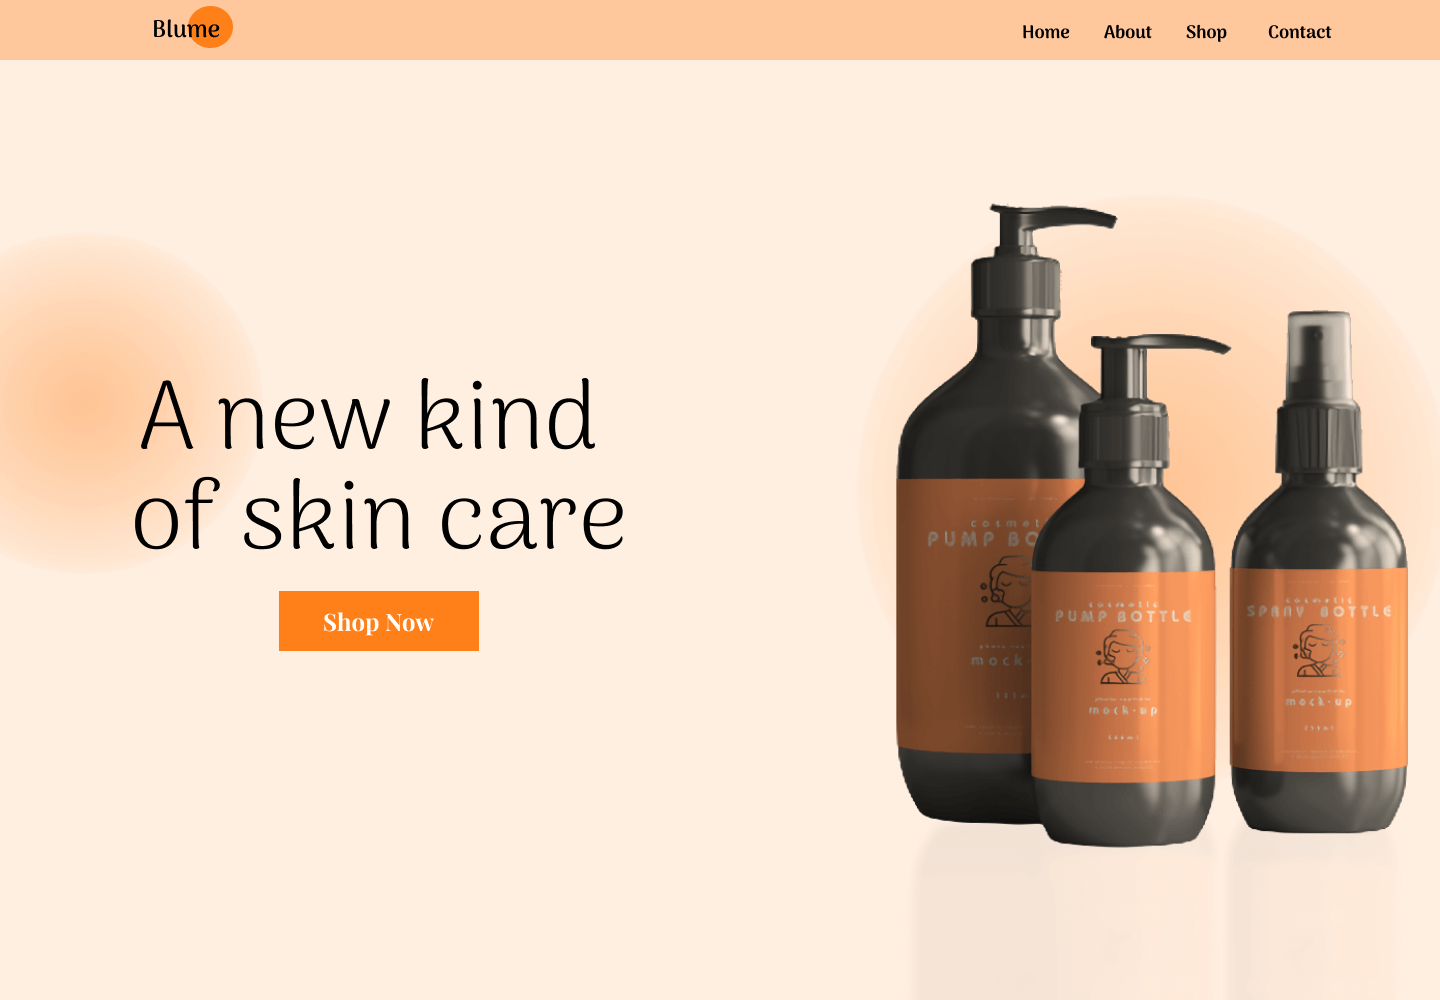 Blume
Home
About
Shop
Contact
A new kind
of skin care
Shop Now
cosmet
PUMP BO
mock-
cosmetic
PUMP BOTTLE
mock-up
cosmetic
SPRAY BOTTLE
mock-up